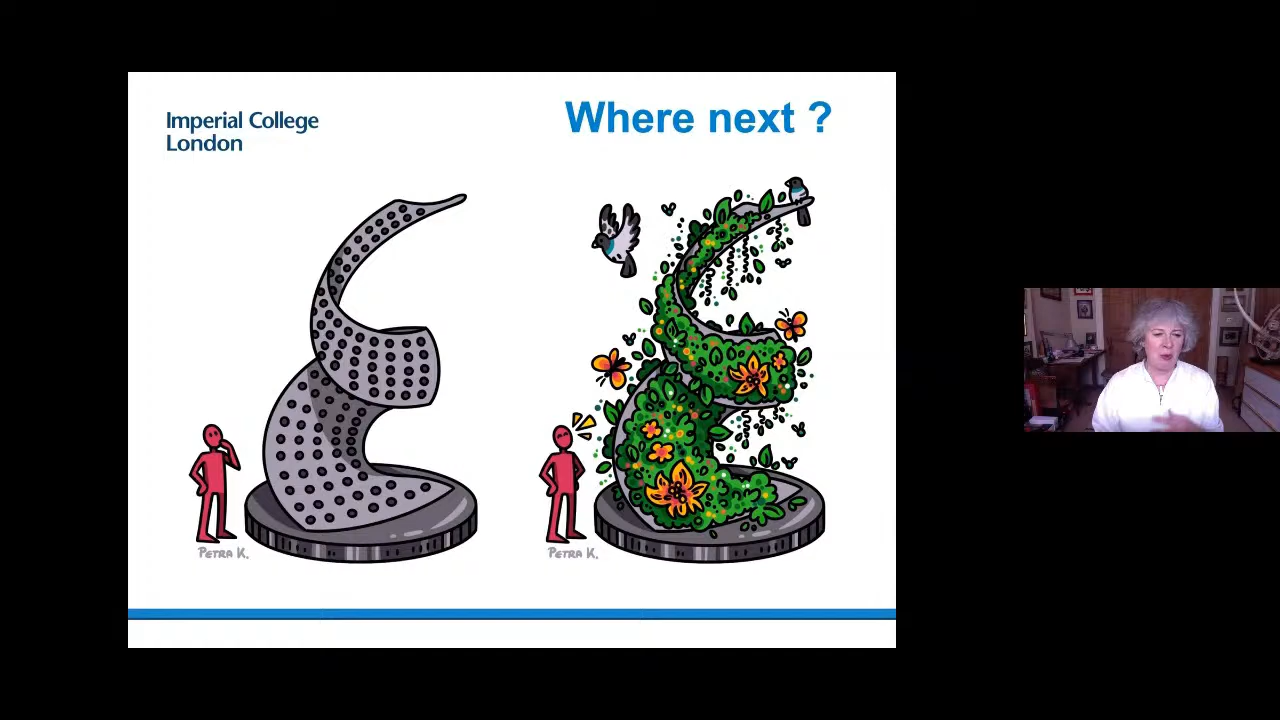 Imperial College
London
Where next ?
PETRA K.
PETRA K.